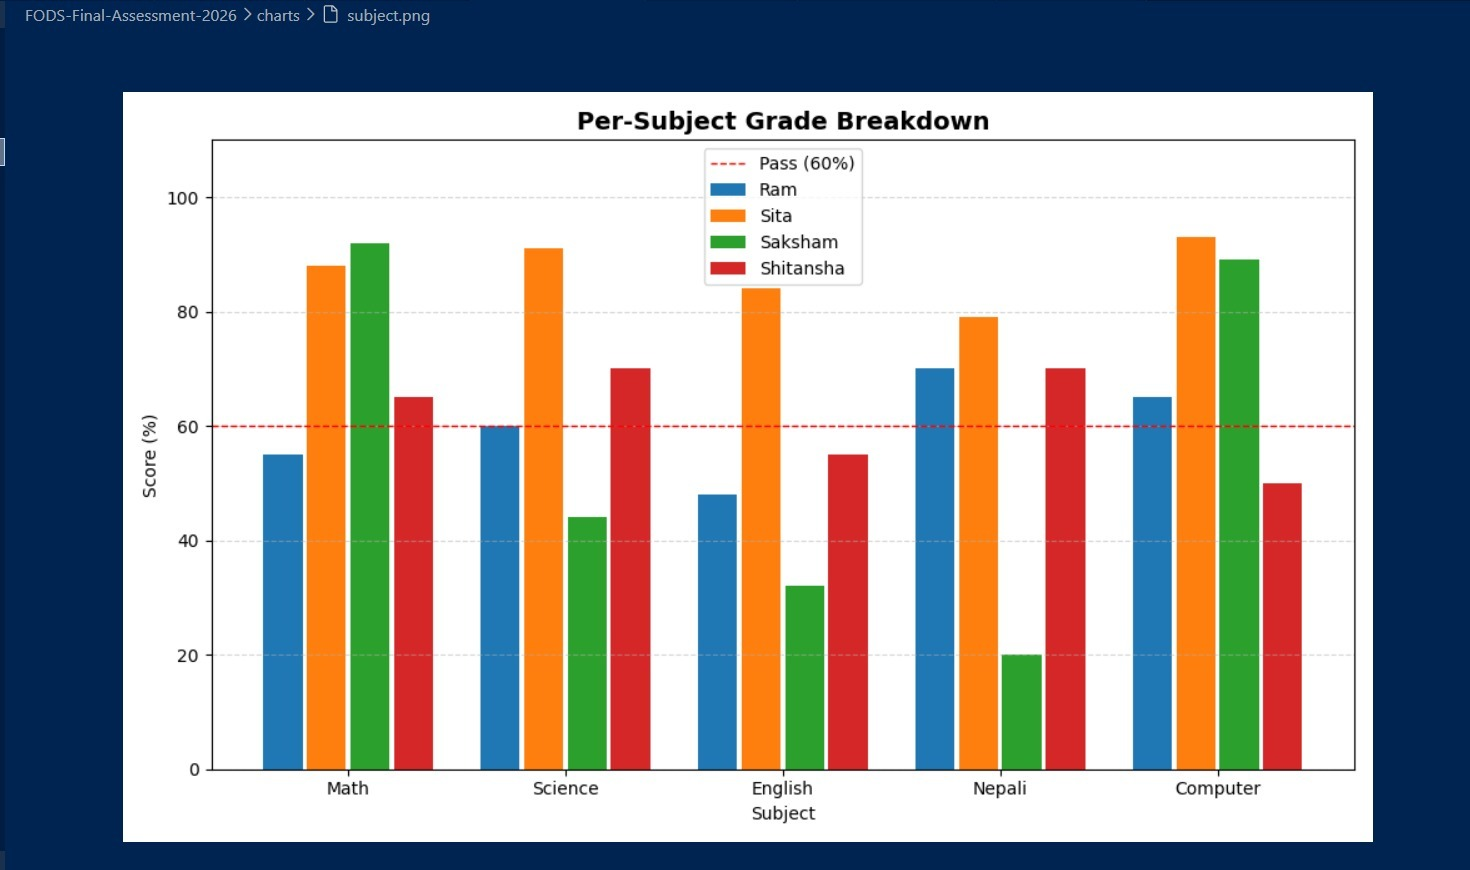 FODS-Final-Assessment-2026 > charts > subject.png
Per-Subject Grade Breakdown
Pass (60%)
Ram
Sita
Saksham
Shitansha
Score (%)
100
80
60
40
20
0
Math Science English Nepali Computer
Subject